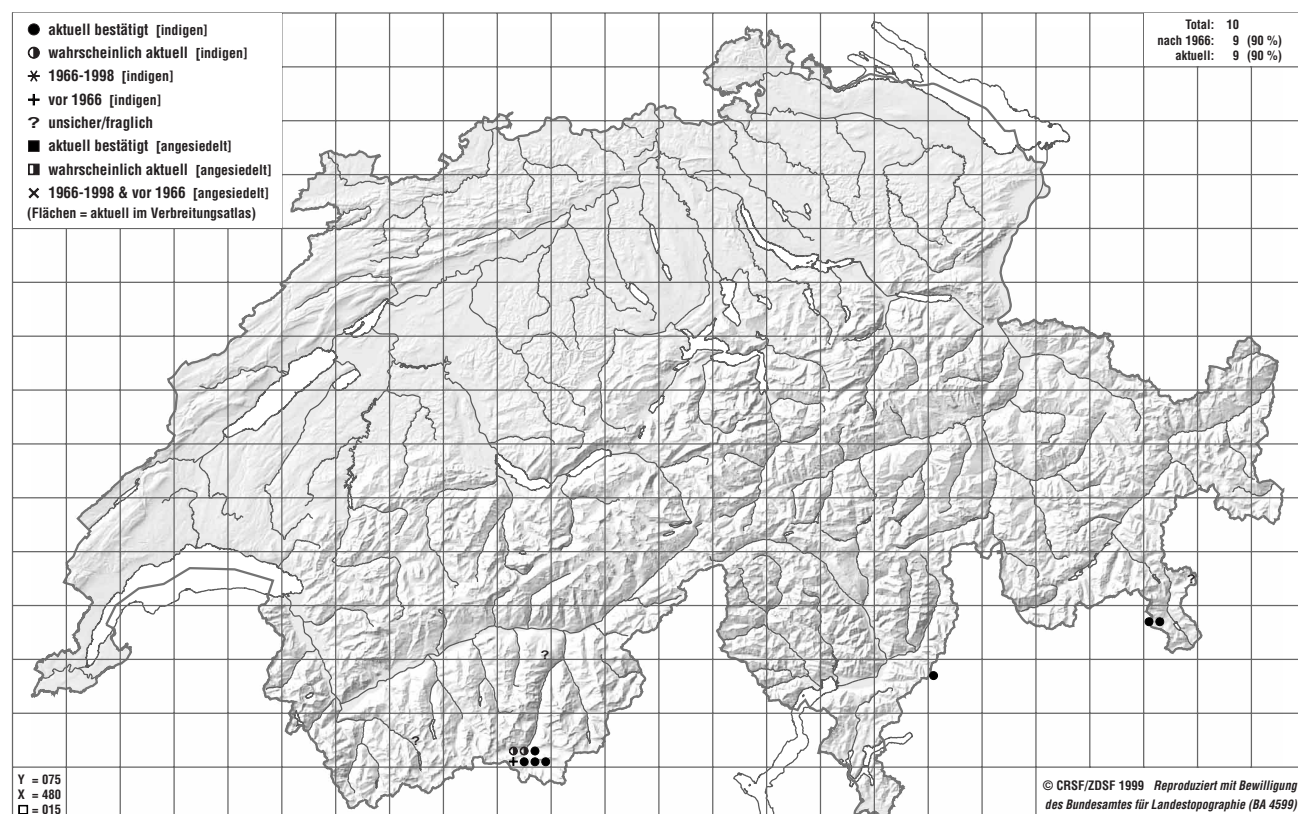 aktuell bestätigt [indigen]
wahrscheinlich aktuell [indigen]
1966-1998 [indigen]
vor 1966 [indigen]
? unsicher/fraglich
aktuell bestätigt [angesiedelt]
wahrscheinlich aktuell [angesiedelt]
1966-1998 & vor 1966 [angesiedelt]
(Flächen = aktuell im Verbreitungsatlas)
Total: 10
nach 1966: 9 (90 %)
aktuell: 9 (90 %)
?
?
?
Y = 075
X = 480
= 015
© CRSF/ZDSF 1999 Reproduziert mit Bewilligung
des Bundesamtes für Landestopographie (BA 4599)